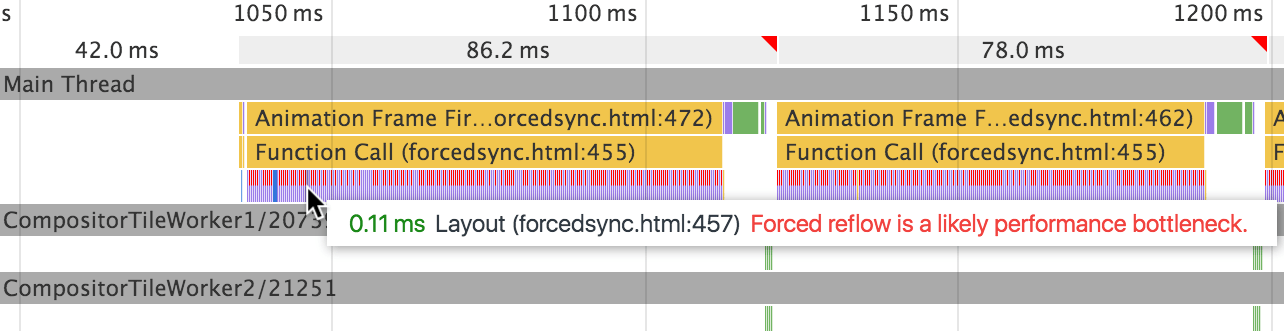 s 1050 ms 1100 ms 1150 ms 1200 ms
42.0 ms 86.2 ms 78.0 ms
Main Thread
Animation Frame Fir...orcedsync.html:472) Animation Frame F...edsync.html:462) A
Function Call (forcedsync.html:455) Function Call (forcedsync.html:455) F
0.11 ms Layout (forcedsync.html:457) Forced reflow is a likely performance bottleneck.
CompositorTileWorker1/2073
CompositorTileWorker2/21251